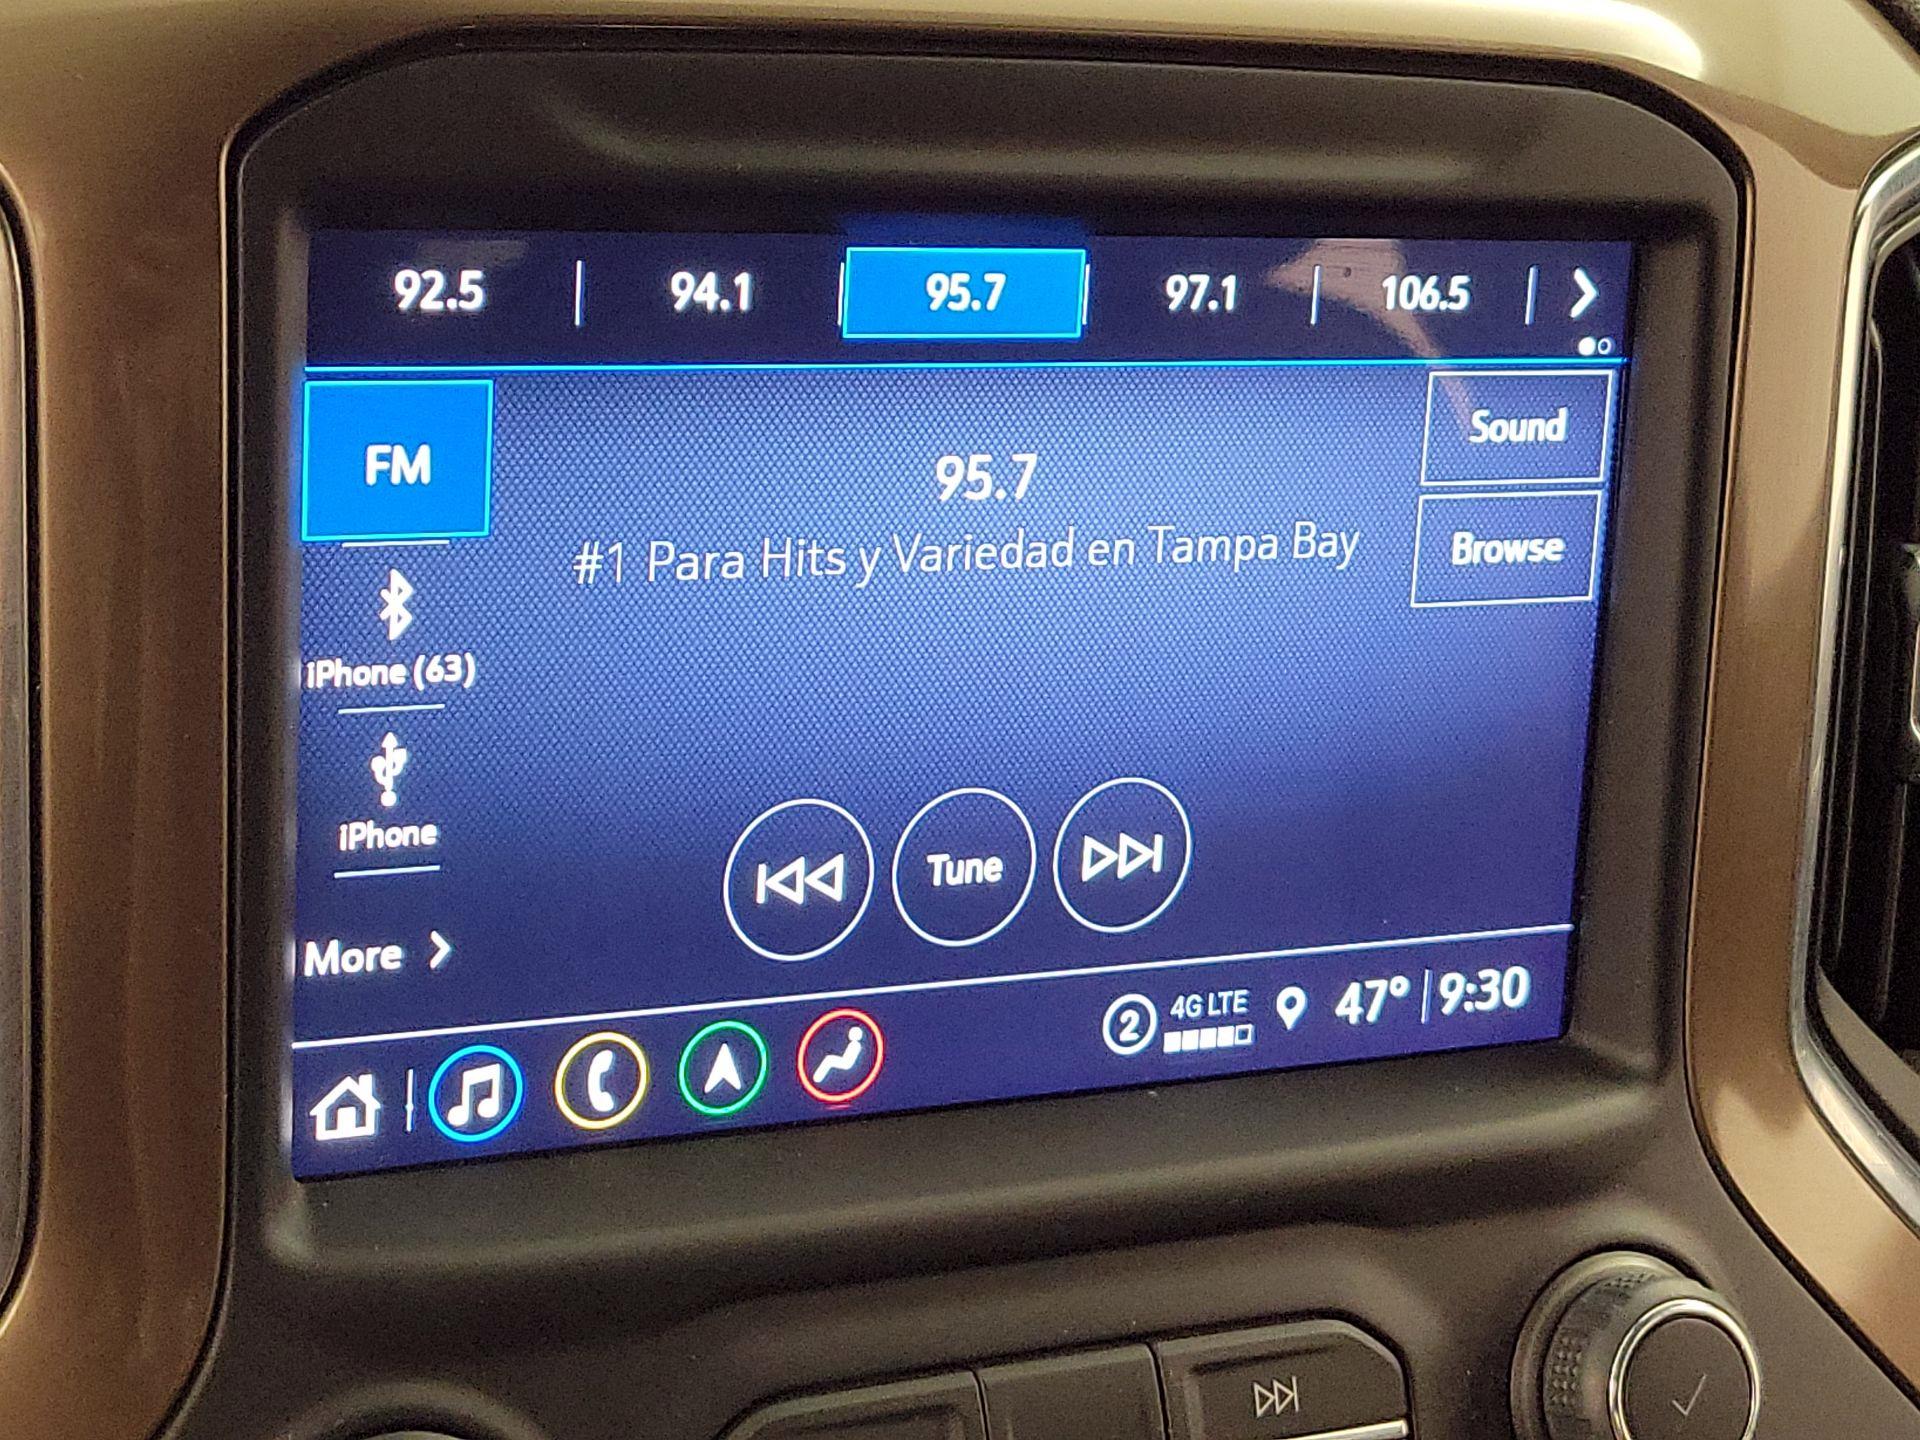 92.5 | 94.1 | 95.7 | 97.1 | 106.5
FM
Sound
95.7
#1 Para Hits y Variedad en Tampa Bay
Browse
iPhone (63)
iPhone
Tune
More
2 4G LTE 47° | 9:30